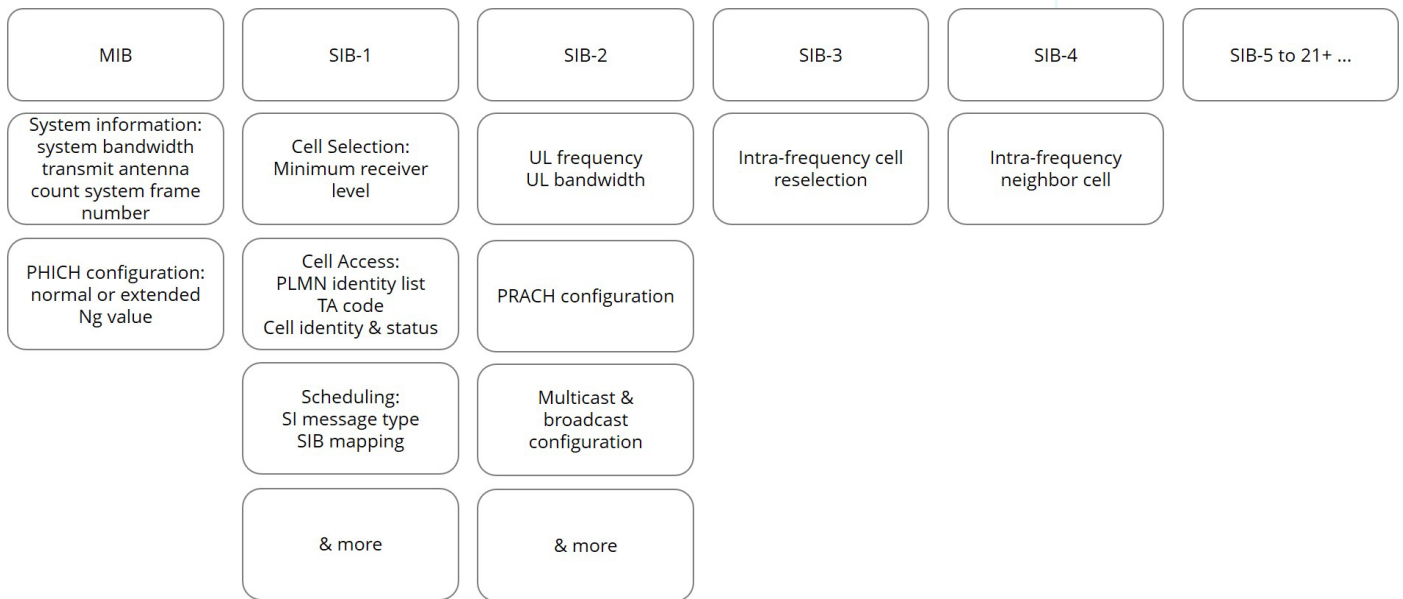 MIB
SIB-1
SIB-2
SIB-3
SIB-4
SIB-5 to 21+ ...
System information:
system bandwidth
transmit antenna
count system frame
number
Cell Selection:
Minimum receiver
level
UL frequency
UL bandwidth
Intra-frequency cell
reselection
Intra-frequency
neighbor cell
PHICH configuration:
normal or extended
Ng value
Cell Access:
PLMN identity list
TA code
Cell identity & status
PRACH configuration
Scheduling:
SI message type
SIB mapping
Multicast &
broadcast
configuration
& more
& more